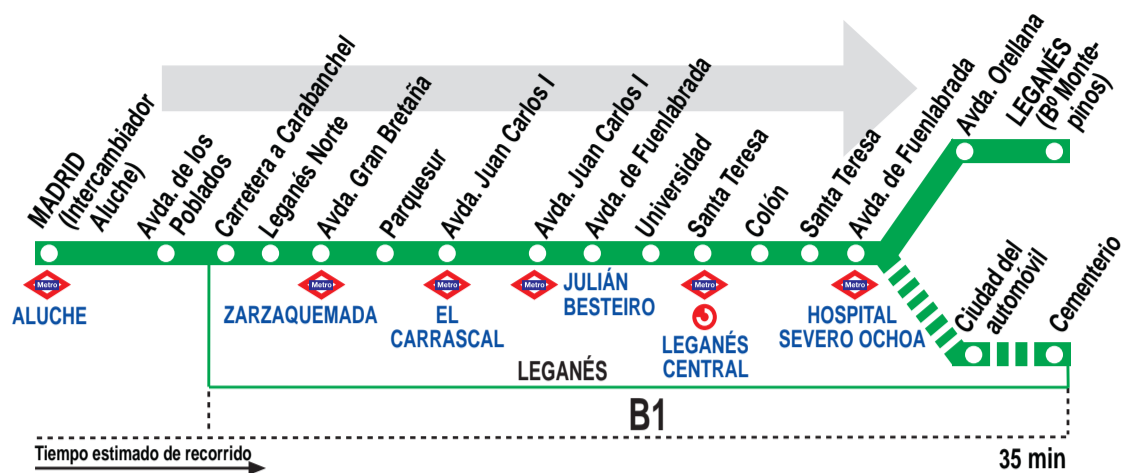 MADRID
(Intercambiador
Aluche)
Avda. de los
Poblados
Carretera a Carabanchel
Leganés Norte
Avda. Gran Bretaña
Parquesur
Avda. Juan Carlos I
Avda. Juan Carlos I
Avda. de Fuenlabrada
Universidad
Santa Teresa
Colón
Santa Teresa
Avda. de Fuenlabrada
Avda. Orellana
LEGANÉS
(Bº Monte-
pinos)
Ciudad del
automóvil
Cementerio
Metro
ALUCHE
Metro
ZARZAQUEMADA
Metro
EL
CARRASCAL
Metro
JULIÁN
BESTEIRO
Metro
LEGANÉS
CENTRAL
Metro
HOSPITAL
SEVERO OCHOA
LEGANÉS
B1
Tiempo estimado de recorrido
35 min